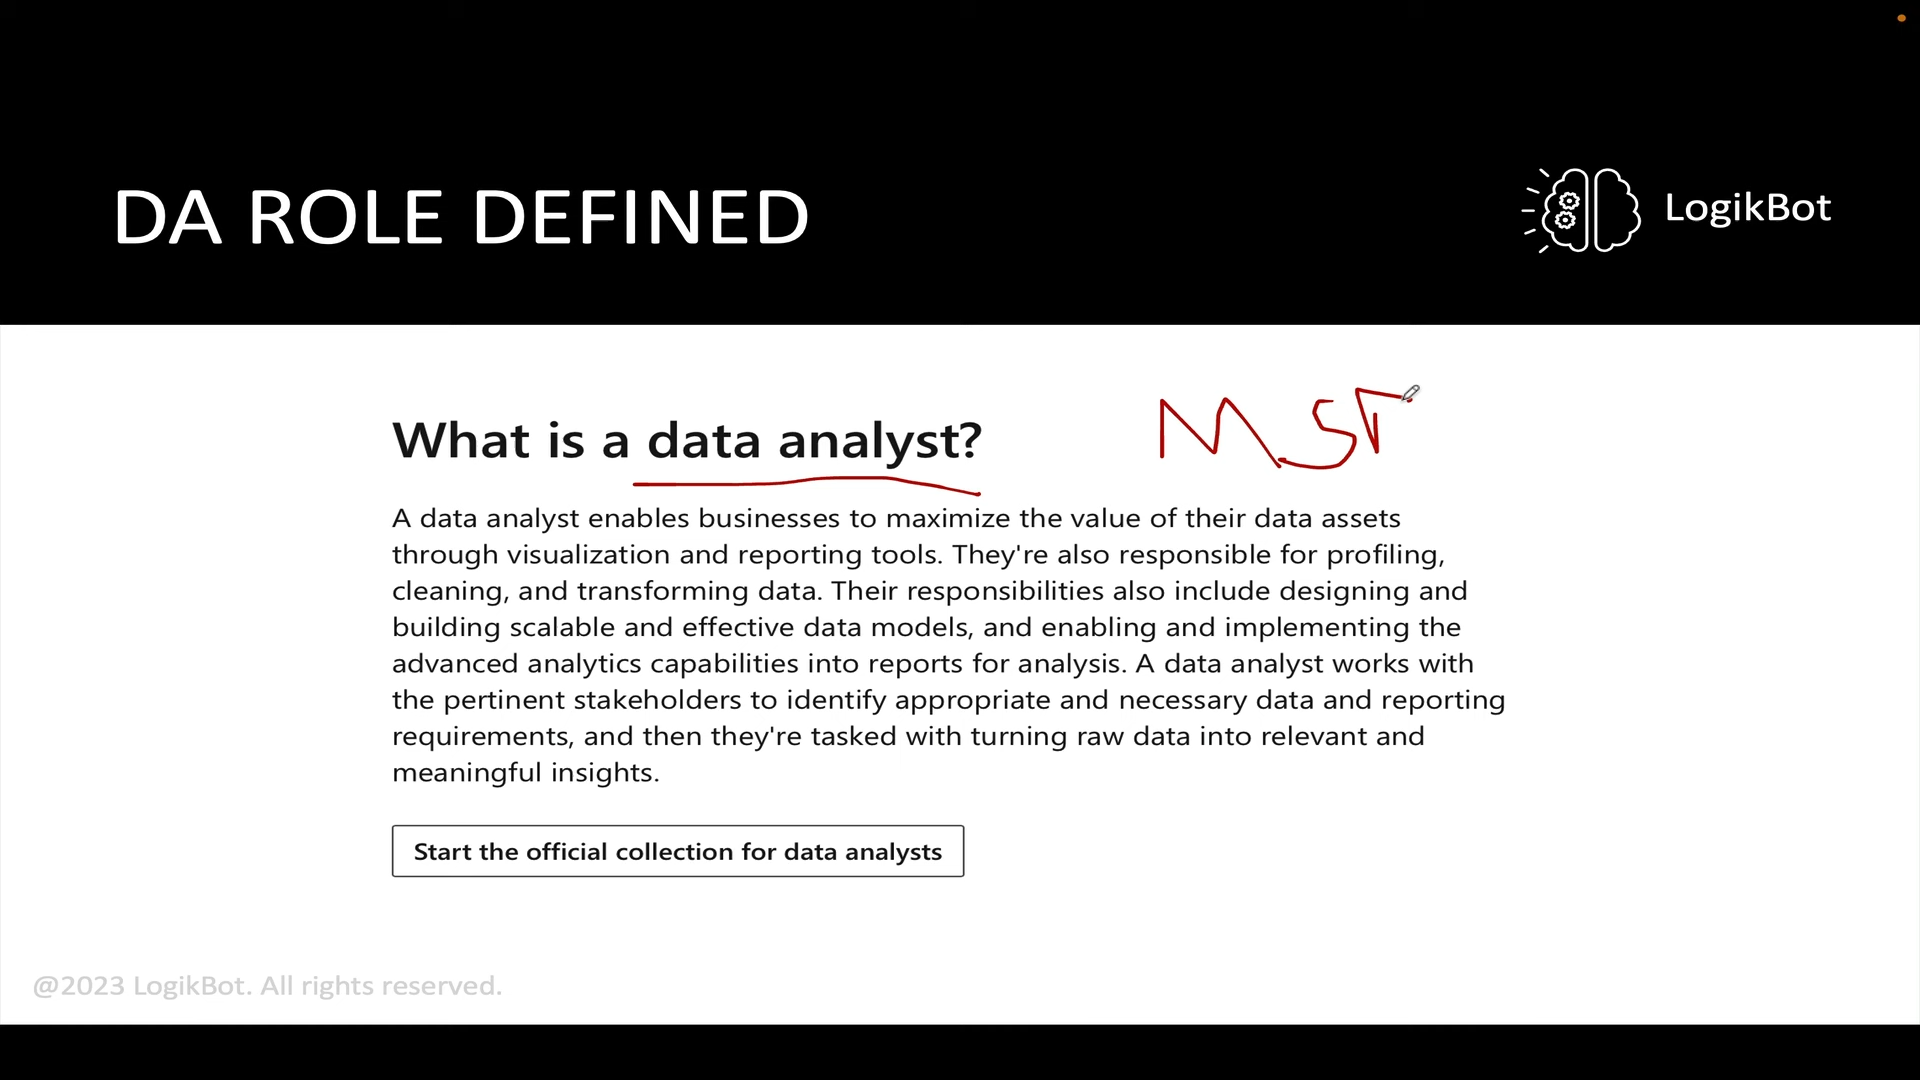 DA ROLE DEFINED
LogikBot
What is a data analyst?
A data analyst enables businesses to maximize the value of their data assets
through visualization and reporting tools. They're also responsible for profiling,
cleaning, and transforming data. Their responsibilities also include designing and
building scalable and effective data models, and enabling and implementing the
advanced analytics capabilities into reports for analysis. A data analyst works with
the pertinent stakeholders to identify appropriate and necessary data and reporting
requirements, and then they're tasked with turning raw data into relevant and
meaningful insights.
Start the official collection for data analysts
@2023 LogikBot. All rights reserved.